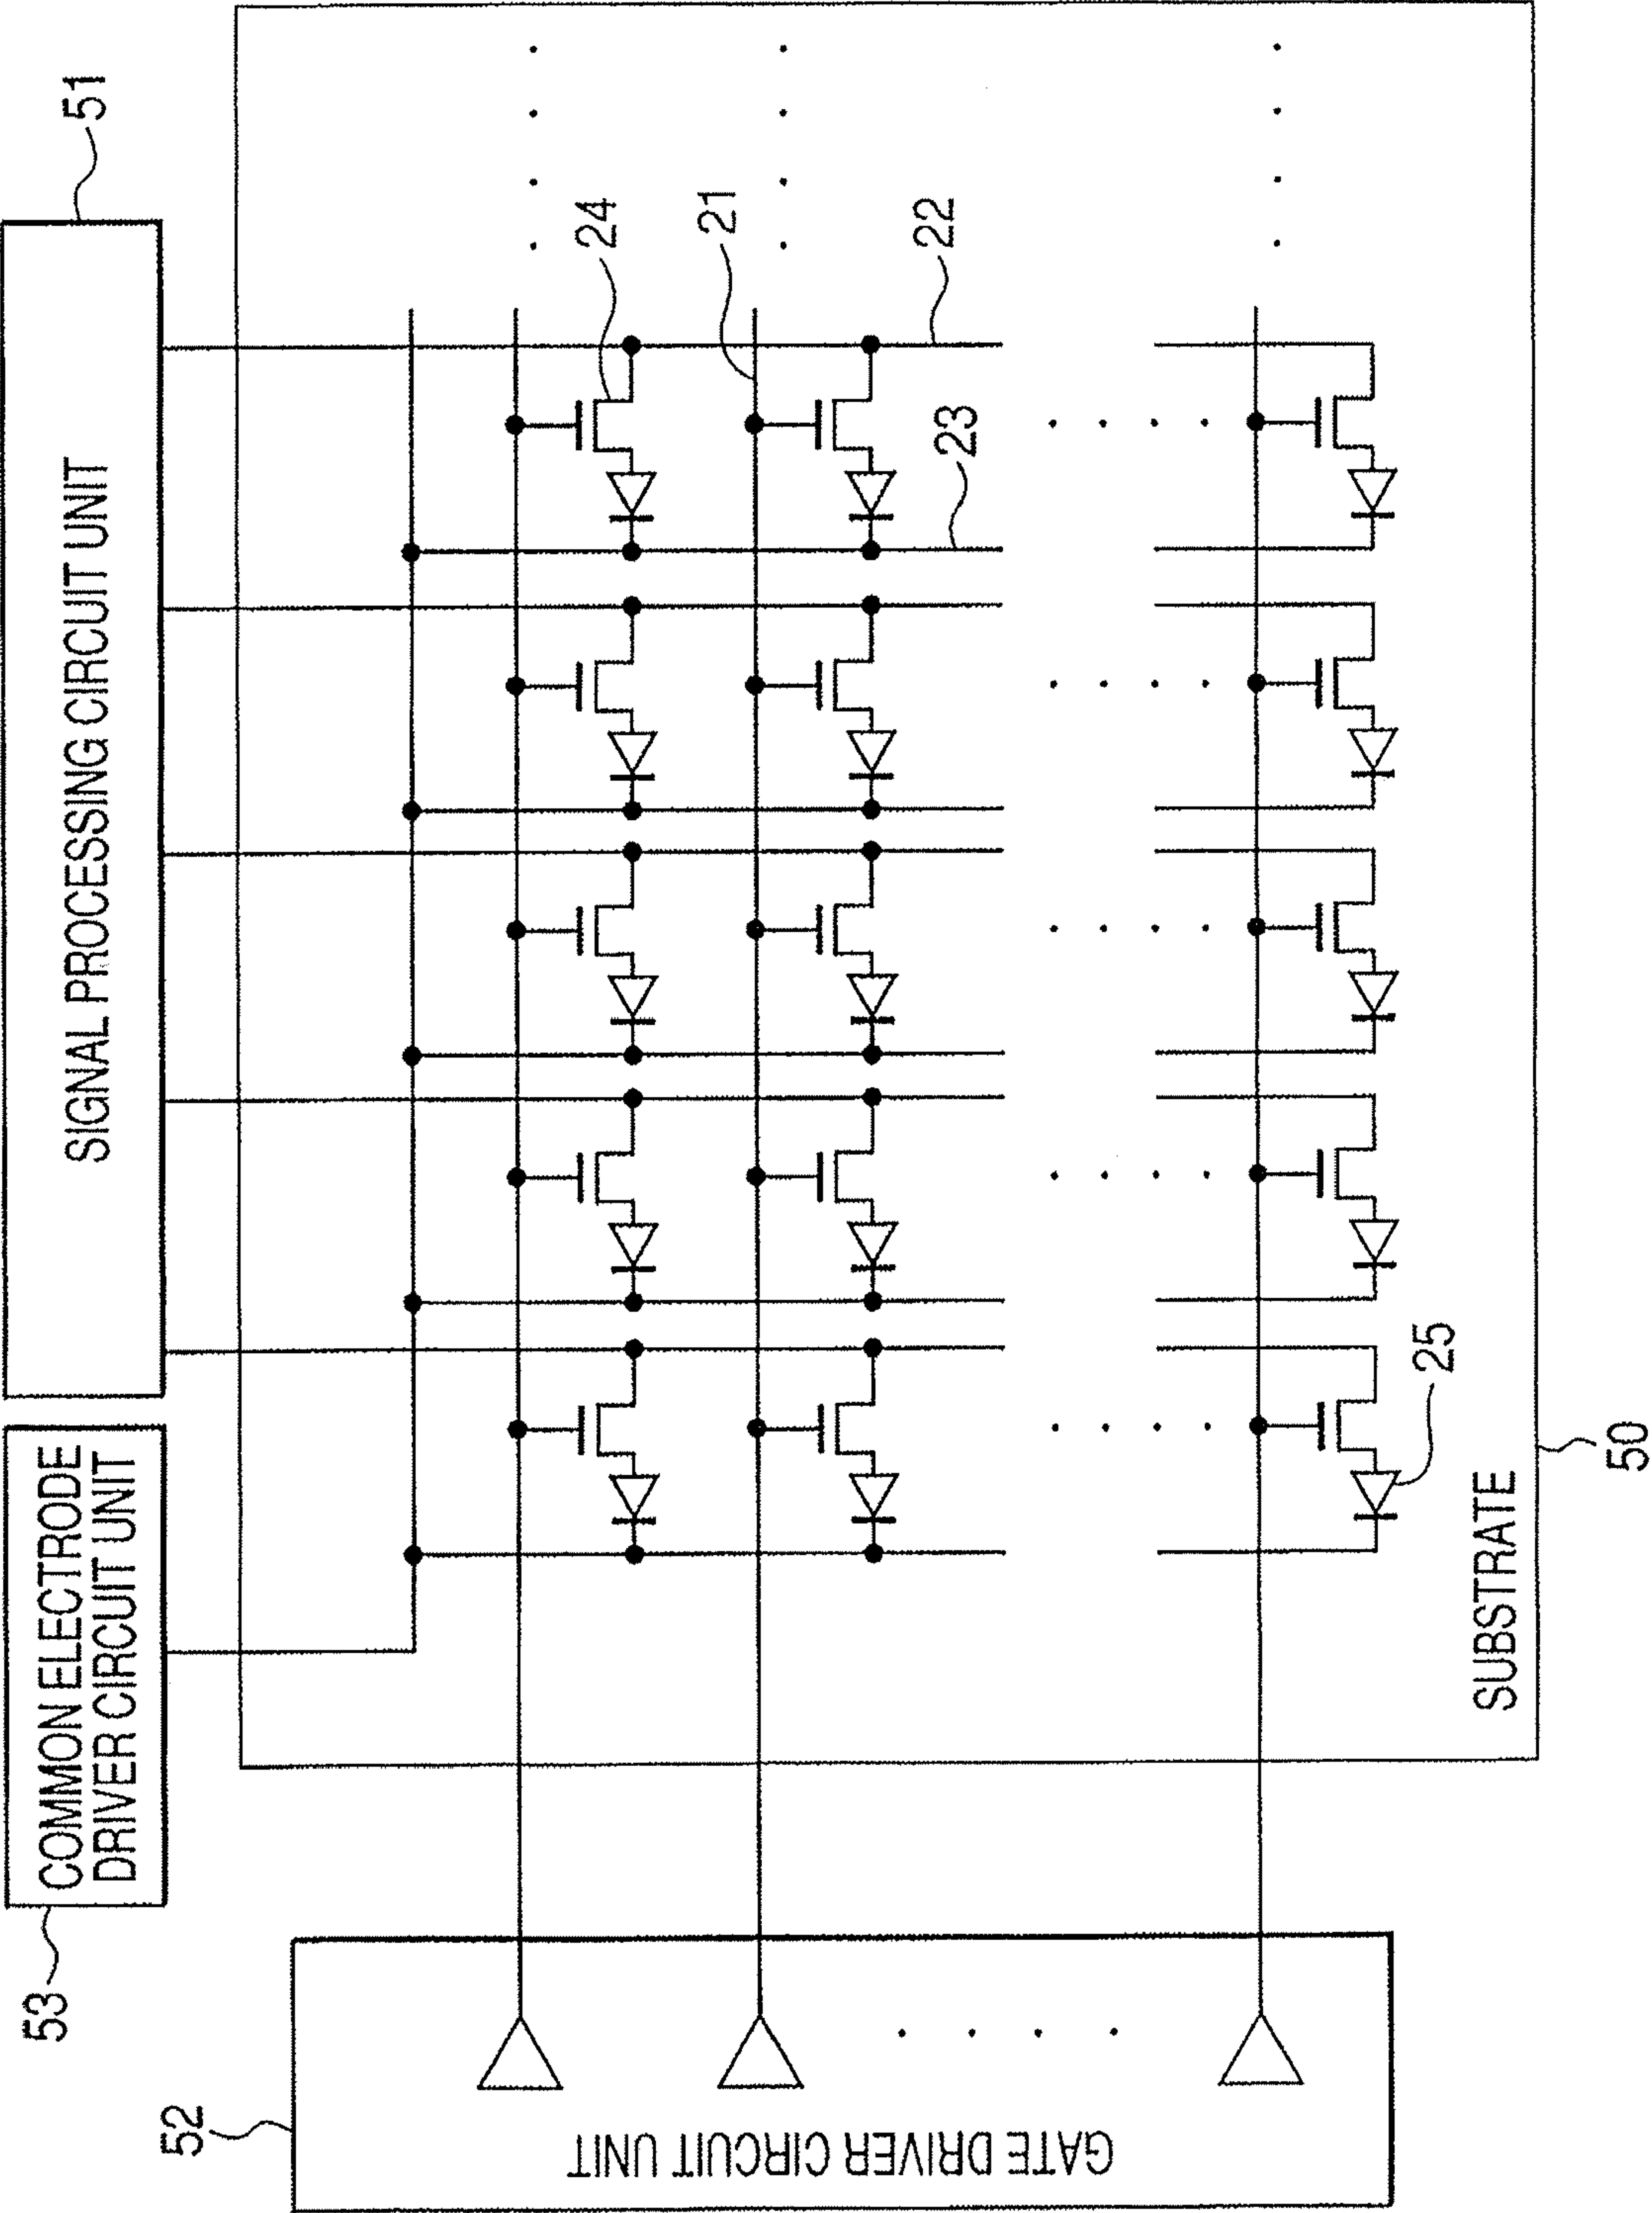 53
COMMON ELECTRODE
DRIVER CIRCUIT UNIT
SIGNAL PROCESSING CIRCUIT UNIT
51
52
GATE DRIVER CIRCUIT UNIT
24
21
22
23
25
SUBSTRATE
50